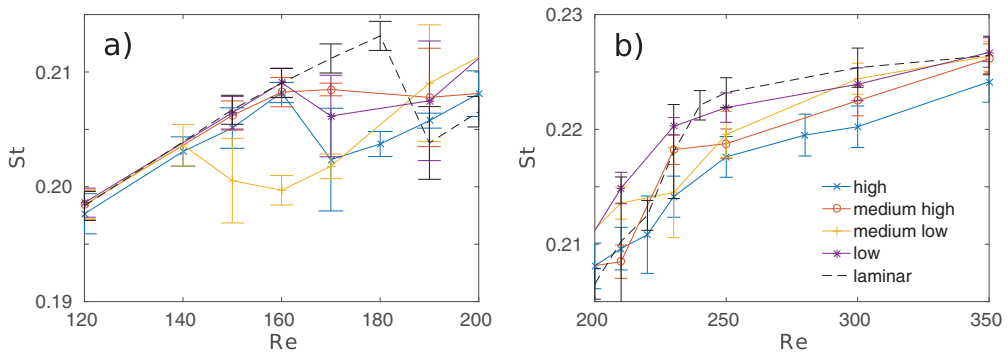 a)
St
0.21
0.20
0.19
120 140 160 180 200
Re
b)
St
0.23
0.22
0.21
200 250 300 350
Re
high
medium high
medium low
low
laminar